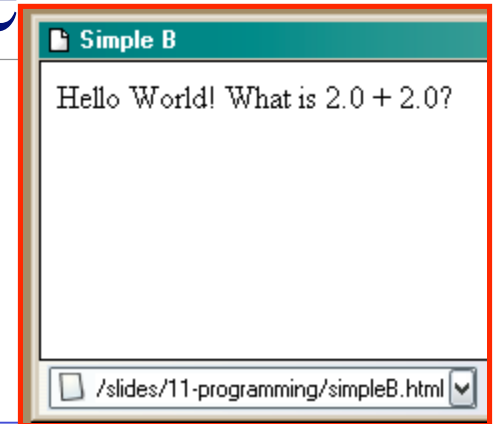 Simple B
Hello World! What is 2.0 + 2.0?
/slides/11-programming/simpleB.html